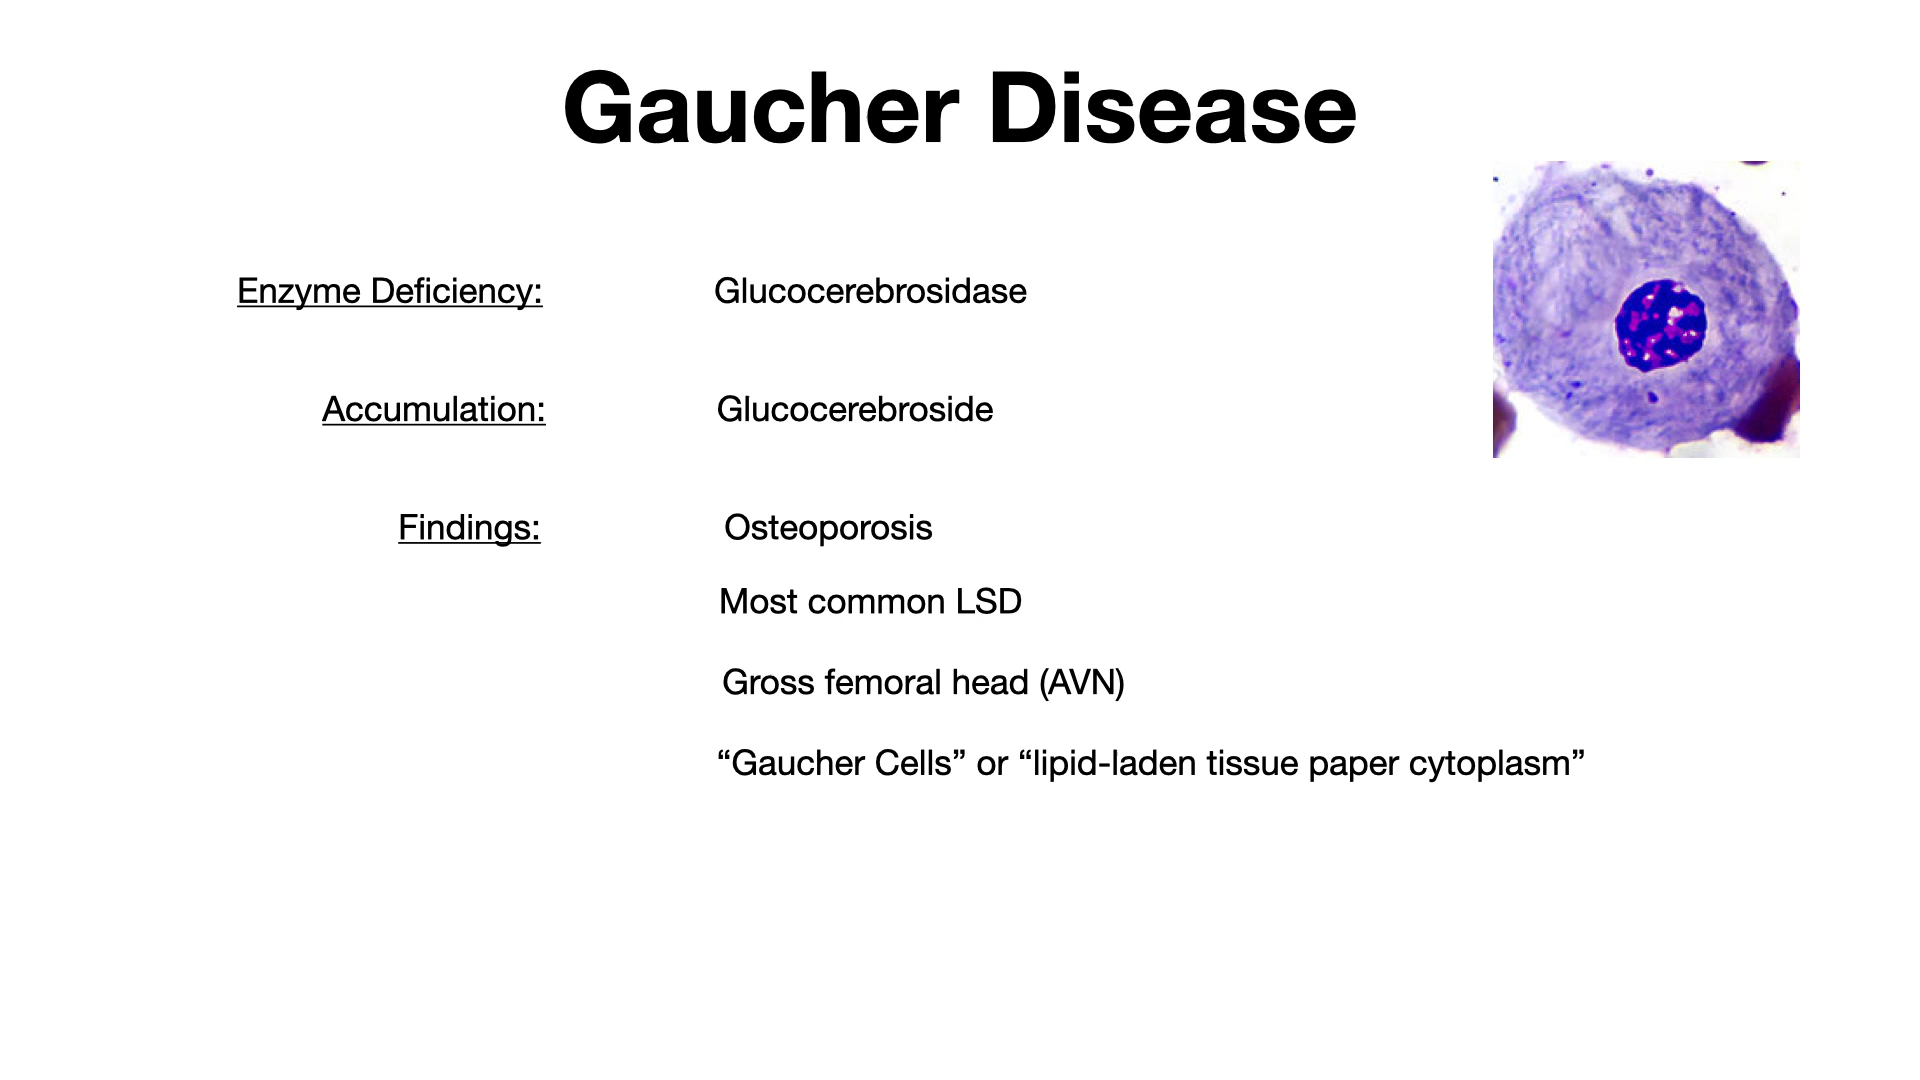 Gaucher Disease
Enzyme Deficiency: Glucocerebrosidase
Accumulation: Glucocerebroside
Findings: Osteoporosis
Most common LSD
Gross femoral head (AVN)
“Gaucher Cells” or “lipid-laden tissue paper cytoplasm”